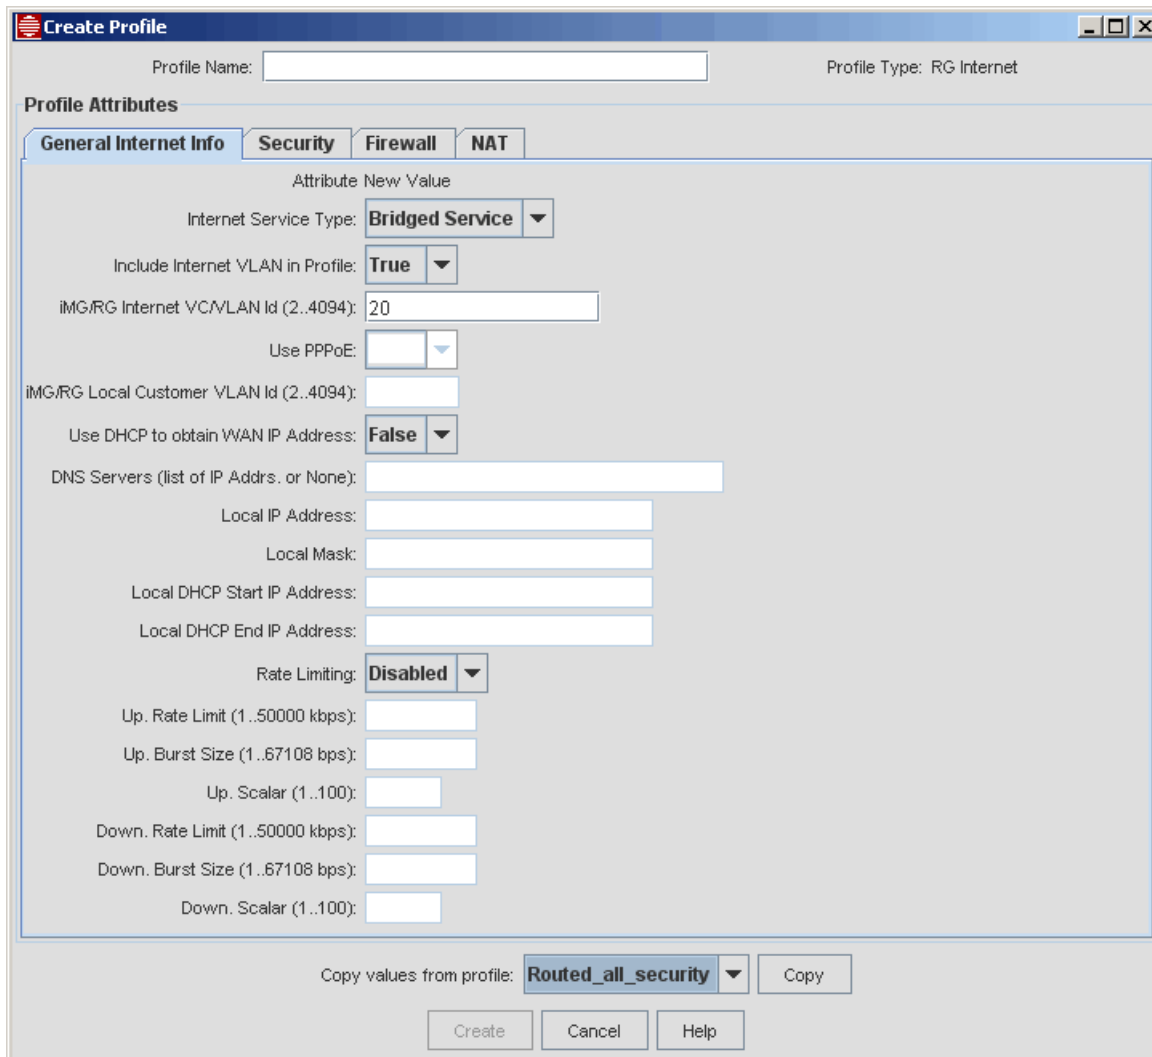 Create Profile
Profile Name: Profile Type: RG Internet
Profile Attributes
General Internet Info Security Firewall NAT
Attribute New Value
Internet Service Type: Bridged Service
Include Internet VLAN in Profile: True
iMG/RG Internet VC/VLAN Id (2..4094): 20
Use PPPoE:
iMG/RG Local Customer VLAN Id (2..4094):
Use DHCP to obtain WAN IP Address: False
DNS Servers (list of IP Addrs. or None):
Local IP Address:
Local Mask:
Local DHCP Start IP Address:
Local DHCP End IP Address:
Rate Limiting: Disabled
Up. Rate Limit (1..50000 kbps):
Up. Burst Size (1..67108 bps):
Up. Scalar (1..100):
Down. Rate Limit (1..50000 kbps):
Down. Burst Size (1..67108 bps):
Down. Scalar (1..100):
Copy values from profile: Routed_all_security Copy
Create Cancel Help